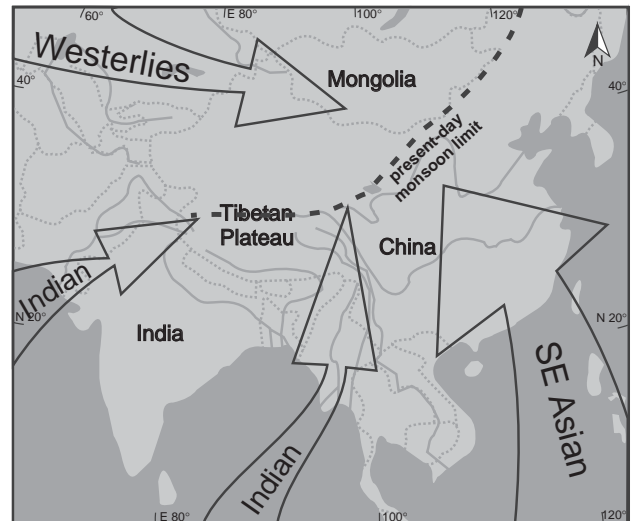 60°
E 80°
100°
120°
Westerlies
N
Mongolia
40°
40°
present-day
monsoon limit
Tibetan
Plateau
China
Indian
N 20°
N 20°
India
SE Asian
Indian
E 80°
100°
120°